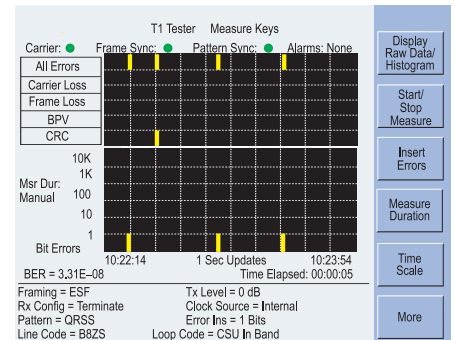 T1 Tester Measure Keys
Carrier: Frame Sync: Pattern Sync: Alarms: None
All Errors
Carrier Loss
Frame Loss
BPV
CRC
10K
1K
Msr Dur:
Manual
100
10
1
Bit Errors
10:22:14 1 Sec Updates 10:23:54
BER = 3.31E–08 Time Elapsed: 00:00:05
Framing = ESF Tx Level = 0 dB
Rx Config = Terminate Clock Source = Internal
Pattern = QRSS Error Ins = 1 Bits
Line Code = B8ZS Loop Code = CSU In Band
Display
Raw Data/
Histogram
Start/
Stop
Measure
Insert
Errors
Measure
Duration
Time
Scale
More